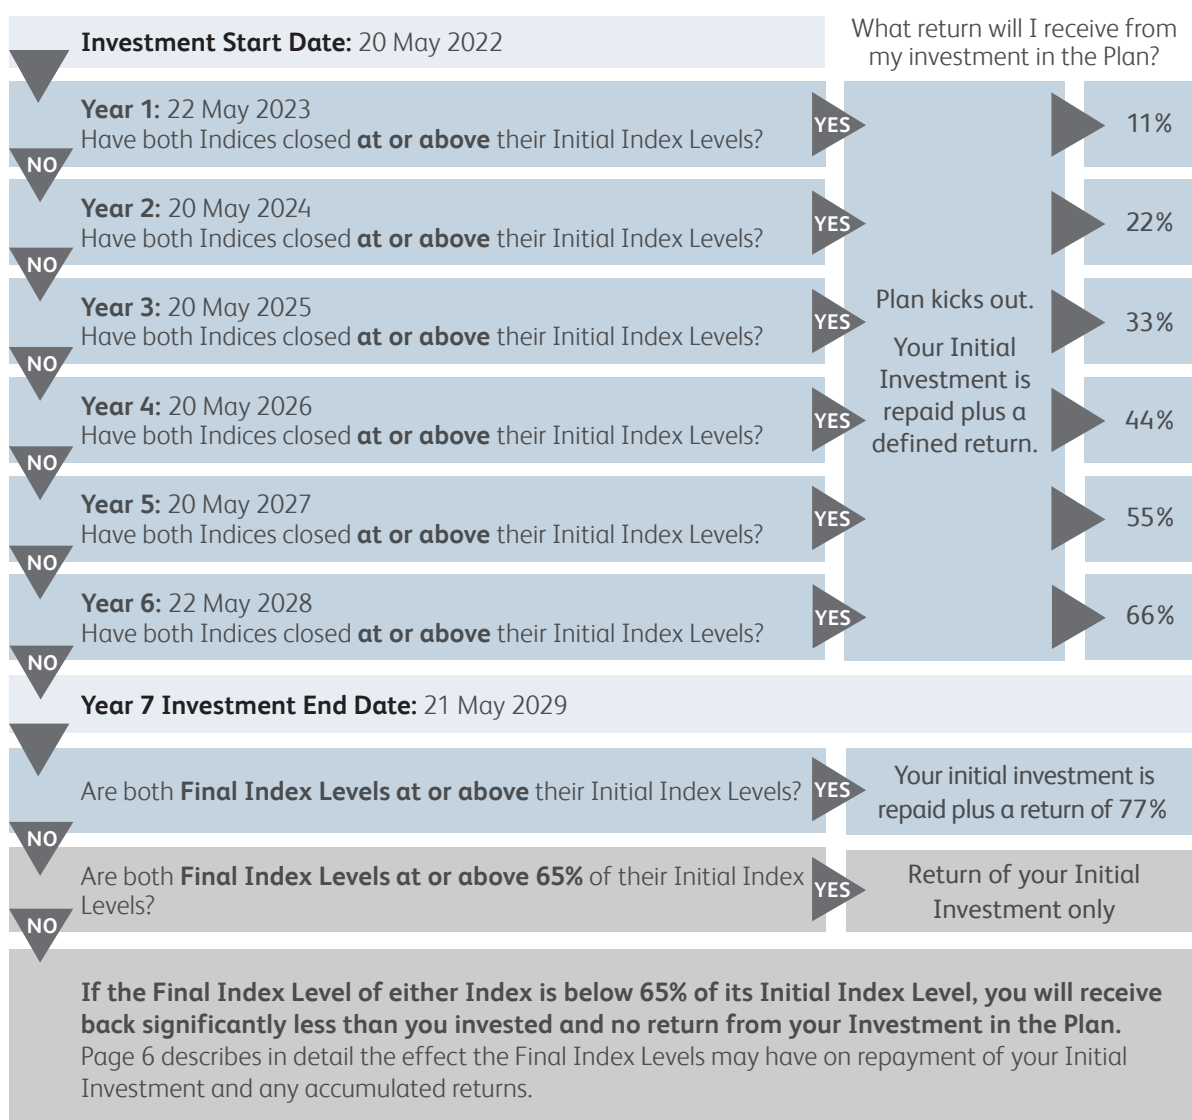 Investment Start Date: 20 May 2022
What return will I receive from
my investment in the Plan?
Year 1: 22 May 2023
Have both Indices closed at or above their Initial Index Levels?
YES
11%
NO
Year 2: 20 May 2024
Have both Indices closed at or above their Initial Index Levels?
YES
22%
NO
Year 3: 20 May 2025
Have both Indices closed at or above their Initial Index Levels?
YES
Plan kicks out.
Your Initial
Investment is
repaid plus a
defined return.
33%
NO
Year 4: 20 May 2026
Have both Indices closed at or above their Initial Index Levels?
YES
44%
NO
Year 5: 20 May 2027
Have both Indices closed at or above their Initial Index Levels?
YES
55%
NO
Year 6: 22 May 2028
Have both Indices closed at or above their Initial Index Levels?
YES
66%
NO
Year 7 Investment End Date: 21 May 2029
Are both Final Index Levels at or above their Initial Index Levels?
YES
Your initial investment is
repaid plus a return of 77%
NO
Are both Final Index Levels at or above 65% of their Initial Index
Levels?
YES
Return of your Initial
Investment only
NO
If the Final Index Level of either Index is below 65% of its Initial Index Level, you will receive
back significantly less than you invested and no return from your Investment in the Plan.
Page 6 describes in detail the effect the Final Index Levels may have on repayment of your Initial
Investment and any accumulated returns.